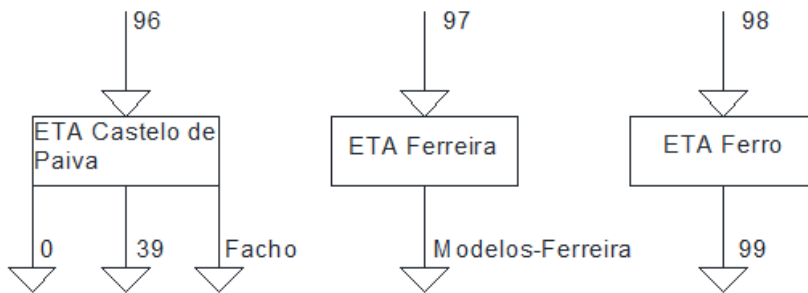 96
97
98
ETA Castelo de
Paiva
ETA Ferreira
ETA Ferro
0
39
Facho
Modelos-Ferreira
99